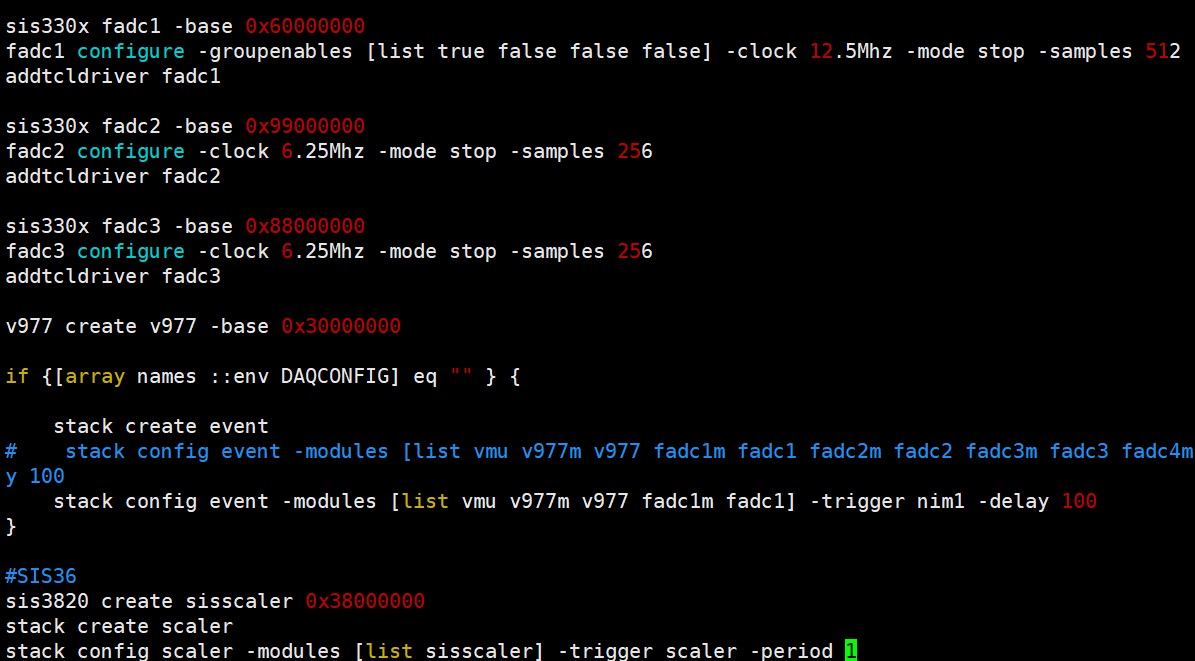 sis330x fadc1 -base 0x60000000
fadc1 configure -groupenables [list true false false false] -clock 12.5Mhz -mode stop -samples 512
addtcldriver fadc1
sis330x fadc2 -base 0x99000000
fadc2 configure -clock 6.25Mhz -mode stop -samples 256
addtcldriver fadc2
sis330x fadc3 -base 0x88000000
fadc3 configure -clock 6.25Mhz -mode stop -samples 256
addtcldriver fadc3
v977 create v977 -base 0x30000000
if {[array names ::env DAQCONFIG] eq "" } {
    stack create event
#    stack config event -modules [list vmu v977m v977 fadc1m fadc1 fadc2m fadc2 fadc3m fadc3 fadc4m
y 100
    stack config event -modules [list vmu v977m v977 fadc1m fadc1] -trigger nim1 -delay 100
}
#SIS36
sis3820 create sisscaler 0x38000000
stack create scaler
stack config scaler -modules [list sisscaler] -trigger scaler -period 1